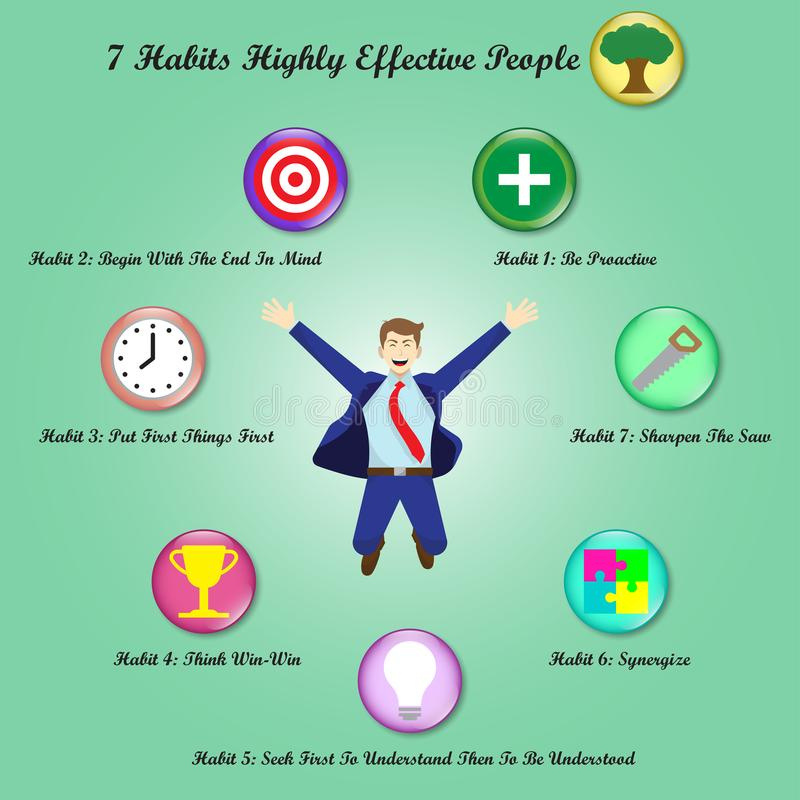 7 Habits Highly Effective People
Habit 2: Begin With The End In Mind
Habit 1: Be Proactive
Habit 3: Put First Things First
Habit 7: Sharpen The Saw
dreamstime
Habit 4: Think Win-Win
Habit 6: Synergize
Habit 5: Seek First To Understand Then To Be Understood